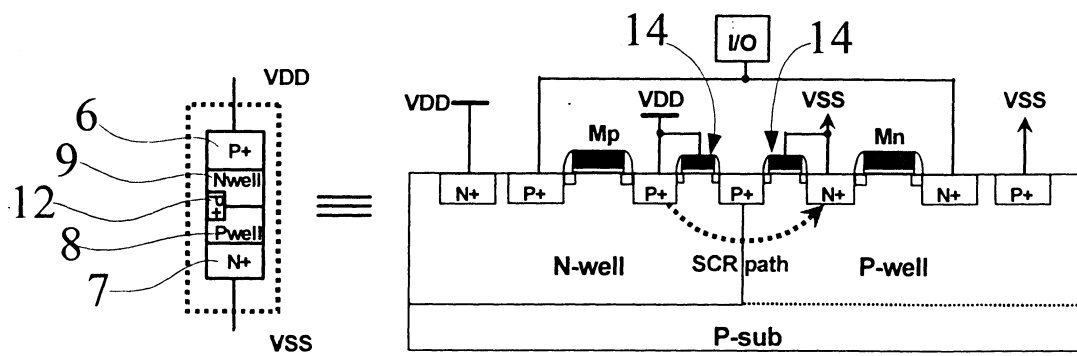 14
I/O
14
VDD
6
9
12
8
7
P+
Nwell
P
+
Pwell
N+
VSS
VDD
VDD
VSS
VSS
Mp
Mn
N+
P+
P+
P+
N+
N+
P+
N-well
SCR path
P-well
P-sub